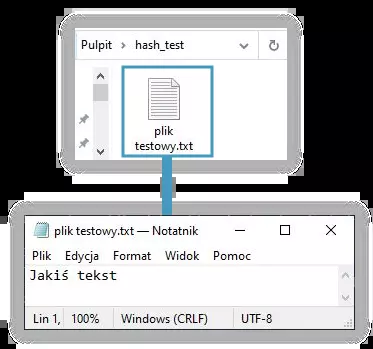 Pulpit › hash_test
plik
testowy.txt
plik testowy.txt — Notatnik
Plik Edycja Format Widok Pomoc
Jakiś tekst
Lin 1, 100% Windows (CRLF) UTF-8